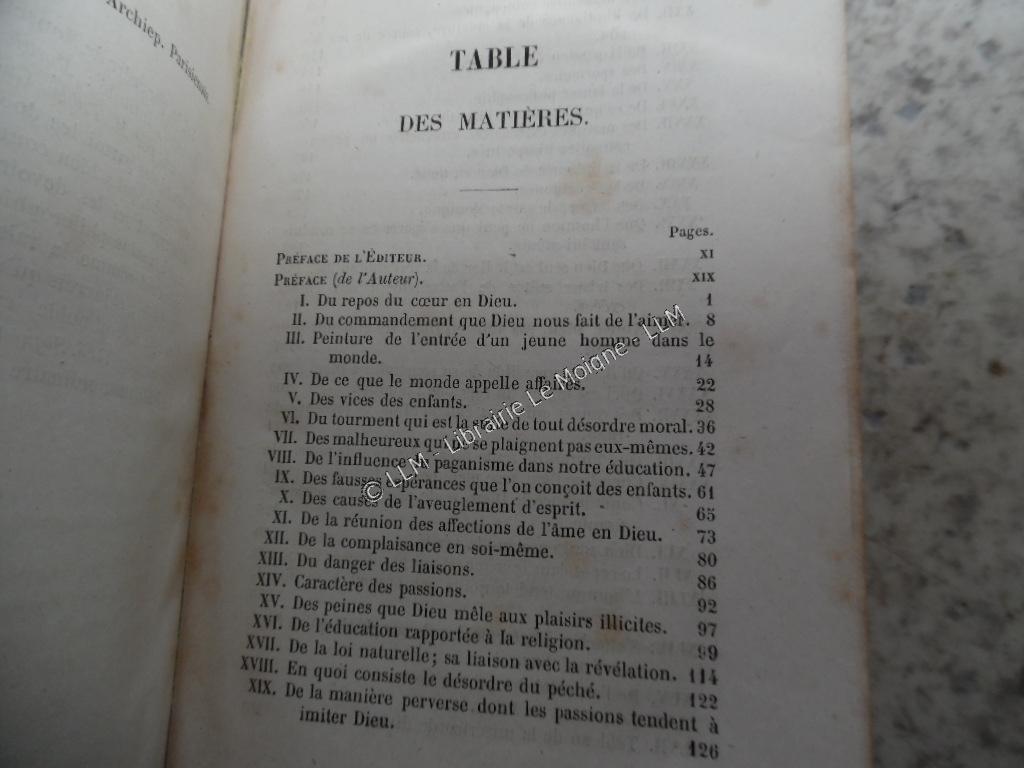 Archiep. Parisiensis.
TABLE
DES MATIÈRES.
Pages.
PRÉFACE DE L'ÉDITEUR. XI
PRÉFACE (de l'Auteur). XIX
I. Du repos du cœur en Dieu. 1
II. Du commandement que Dieu nous fait de l'aimer. 8
III. Peinture de l'entrée d'un jeune homme dans le
monde. 14
IV. De ce que le monde appelle affaires. 22
V. Des vices des enfants. 28
VI. Du tourment qui est la suite de tout désordre moral. 36
VII. Des malheureux qui ne se plaignent pas eux-mêmes. 42
VIII. De l'influence du paganisme dans notre éducation. 47
IX. Des fausses espérances que l'on conçoit des enfants. 61
X. Des causes de l'aveuglement d'esprit. 65
XI. De la réunion des affections de l'âme en Dieu. 73
XII. De la complaisance en soi-même. 80
XIII. Du danger des liaisons. 86
XIV. Caractère des passions. 92
XV. Des peines que Dieu mêle aux plaisirs illicites. 97
XVI. De l'éducation rapportée à la religion. 99
XVII. De la loi naturelle; sa liaison avec la révélation. 114
XVIII. En quoi consiste le désordre du péché. 122
XIX. De la manière perverse dont les passions tendent à
imiter Dieu. 126
© LLM - Librairie Le Moigne - LLM